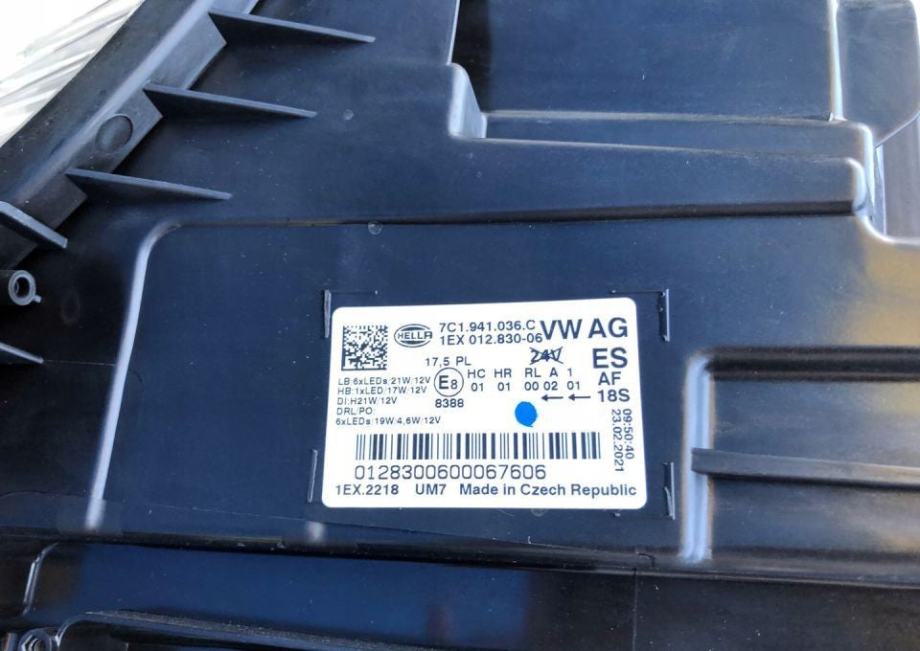 HELLA
7C1.941.036.C VW AG
1EX 012.830-06
24V ES
17,5 PL
LB:6xLEDs/21W/12V E8 HC HR RL A 1 AF
HB:1xLED/17W/12V 01 01 00 02 01
DI:H21W/12V 8388 ←← 18S
DRL/PO:
6xLEDs/19W/4,6W/12V
09:50:40
23.02.2021
0128300600067606
1EX.2218 UM7 Made in Czech Republic